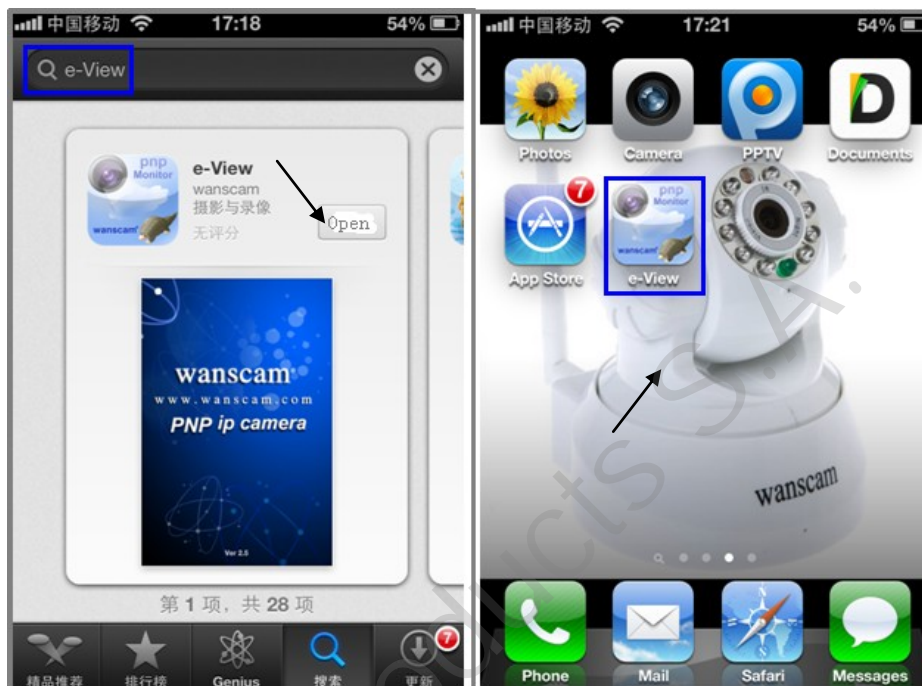 中国移动 17:18 54%
e-View
pnp
Monitor
wanscam
e-View
wanscam
摄影与录像
无评分
Open
wanscam
www.wanscam.com
PNP ip camera
Ver 2.5
第 1 项，共 28 项
7
精品推荐 排行榜 Genius 搜索 更新
中国移动 17:21 54%
Photos Camera PPTV Documents
7
pnp
Monitor
wanscam
App Store e-View
wanscam
Phone Mail Safari Messages
ducts S.A.